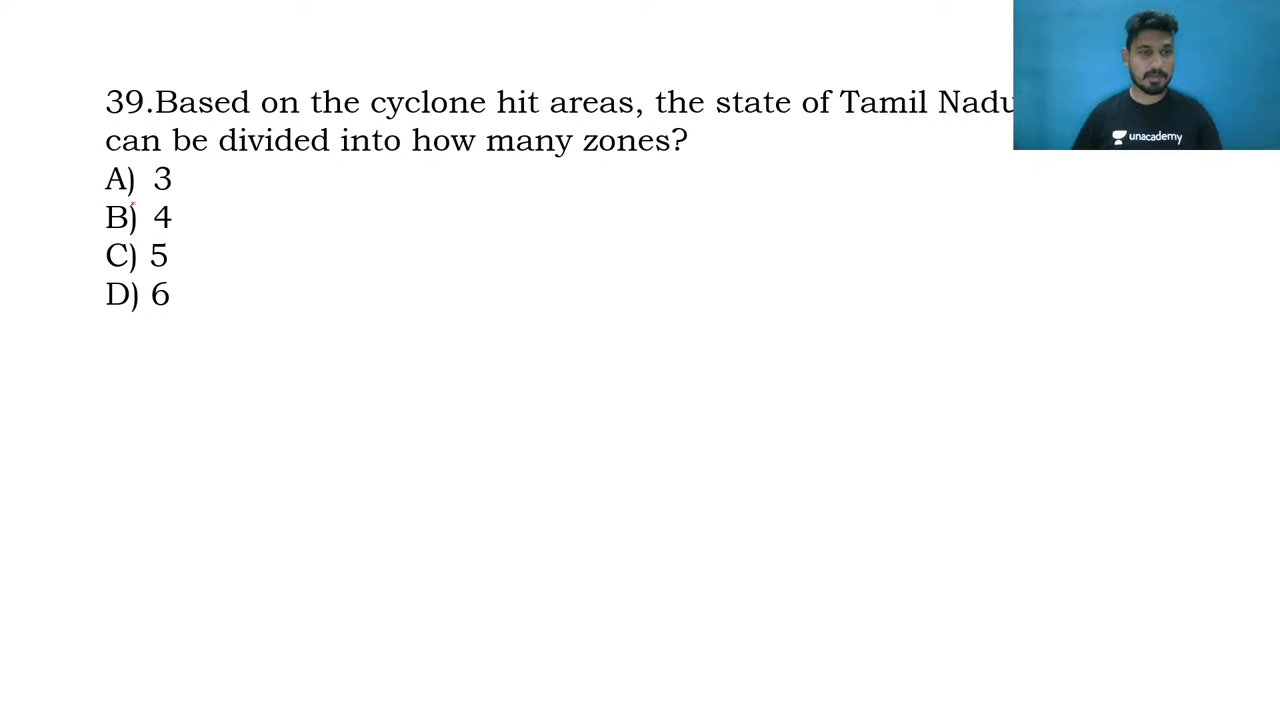 39.Based on the cyclone hit areas, the state of Tamil Nadu
can be divided into how many zones?
A) 3
B) 4
C) 5
D) 6
unacademy